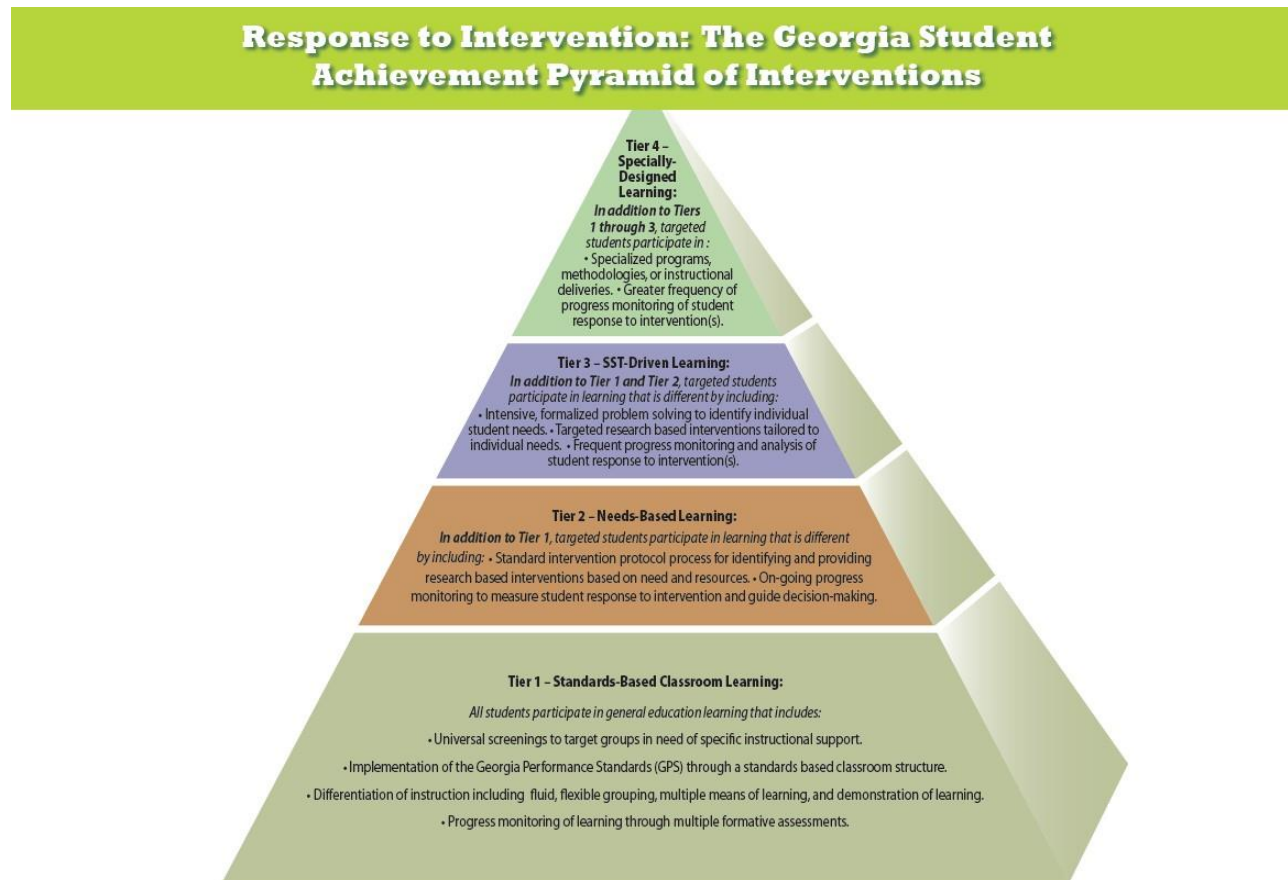 Response to Intervention: The Georgia Student
Achievement Pyramid of Interventions
Tier 4 –
Specially-
Designed
Learning:
In addition to Tiers
1 through 3, targeted
students participate in :
• Specialized programs,
methodologies, or instructional
deliveries. • Greater frequency of
progress monitoring of student
response to intervention(s).
Tier 3 – SST-Driven Learning:
In addition to Tier 1 and Tier 2, targeted students
participate in learning that is different by including:
• Intensive, formalized problem solving to identify individual
student needs. • Targeted research based interventions tailored to
individual needs. • Frequent progress monitoring and analysis of
student response to intervention(s).
Tier 2 – Needs-Based Learning:
In addition to Tier 1, targeted students participate in learning that is different
by including: • Standard intervention protocol process for identifying and providing
research based interventions based on need and resources. • On-going progress
monitoring to measure student response to intervention and guide decision-making.
Tier 1 – Standards-Based Classroom Learning:
All students participate in general education learning that includes:
• Universal screenings to target groups in need of specific instructional support.
• Implementation of the Georgia Performance Standards (GPS) through a standards based classroom structure.
• Differentiation of instruction including fluid, flexible grouping, multiple means of learning, and demonstration of learning.
• Progress monitoring of learning through multiple formative assessments.